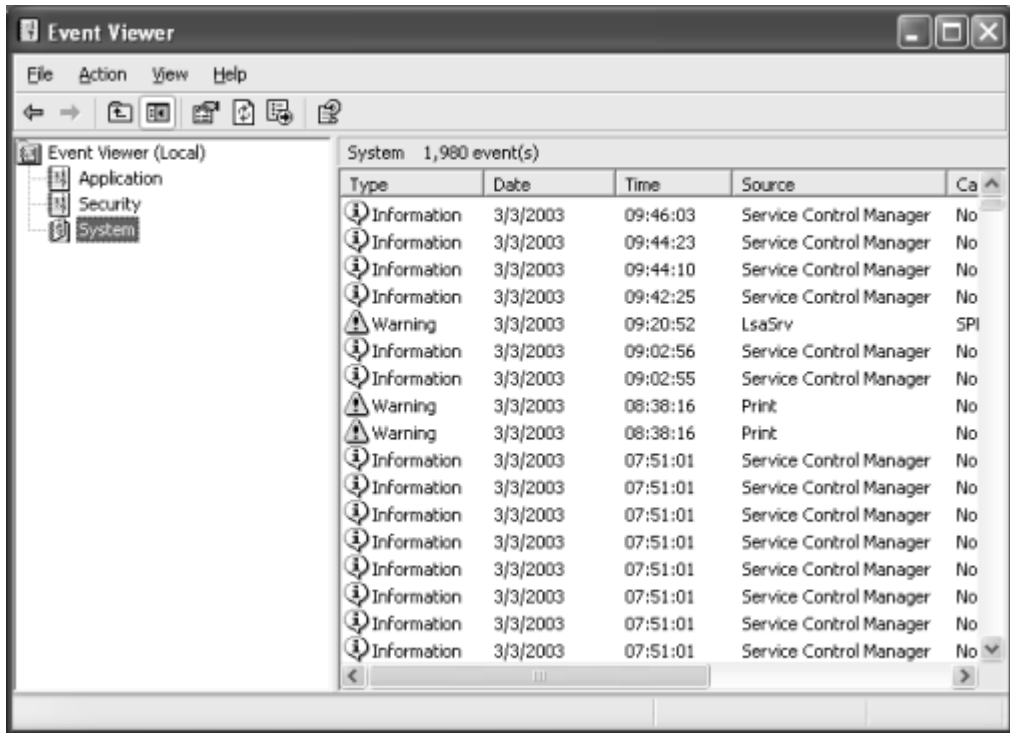 Event Viewer
File Action View Help
Event Viewer (Local)
Application
Security
System
System 1,980 event(s)
Type Date Time Source Ca
Information 3/3/2003 09:46:03 Service Control Manager No
Information 3/3/2003 09:44:23 Service Control Manager No
Information 3/3/2003 09:44:10 Service Control Manager No
Information 3/3/2003 09:42:25 Service Control Manager No
Warning 3/3/2003 09:20:52 LsaSrv SPI
Information 3/3/2003 09:02:56 Service Control Manager No
Information 3/3/2003 09:02:55 Service Control Manager No
Warning 3/3/2003 08:38:16 Print No
Warning 3/3/2003 08:38:16 Print No
Information 3/3/2003 07:51:01 Service Control Manager No
Information 3/3/2003 07:51:01 Service Control Manager No
Information 3/3/2003 07:51:01 Service Control Manager No
Information 3/3/2003 07:51:01 Service Control Manager No
Information 3/3/2003 07:51:01 Service Control Manager No
Information 3/3/2003 07:51:01 Service Control Manager No
Information 3/3/2003 07:51:01 Service Control Manager No
Information 3/3/2003 07:51:01 Service Control Manager No